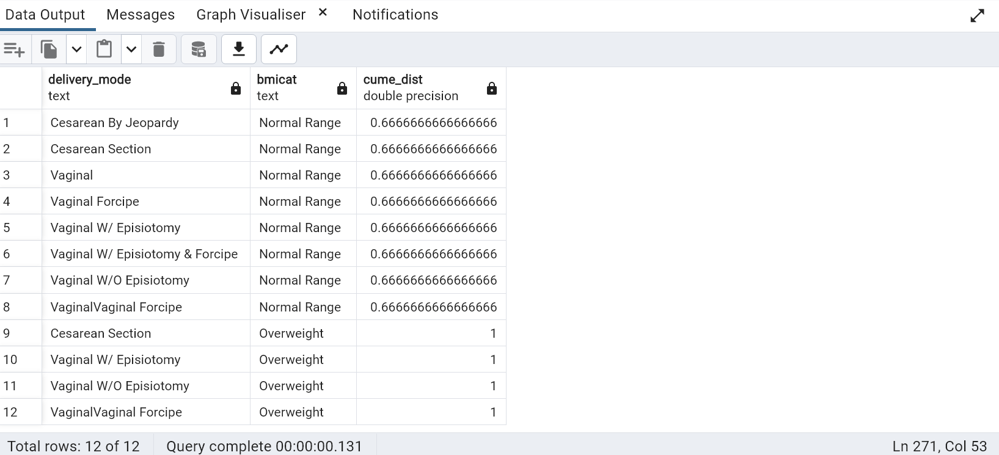 Data Output Messages Graph Visualiser × Notifications
delivery_mode bmicat cume_dist
text text double precision
1 Cesarean By Jeopardy Normal Range 0.6666666666666666
2 Cesarean Section Normal Range 0.6666666666666666
3 Vaginal Normal Range 0.6666666666666666
4 Vaginal Forcipe Normal Range 0.6666666666666666
5 Vaginal W/ Episiotomy Normal Range 0.6666666666666666
6 Vaginal W/ Episiotomy & Forcipe Normal Range 0.6666666666666666
7 Vaginal W/O Episiotomy Normal Range 0.6666666666666666
8 VaginalVaginal Forcipe Normal Range 0.6666666666666666
9 Cesarean Section Overweight 1
10 Vaginal W/ Episiotomy Overweight 1
11 Vaginal W/O Episiotomy Overweight 1
12 VaginalVaginal Forcipe Overweight 1
Total rows: 12 of 12 Query complete 00:00:00.131 Ln 271, Col 53